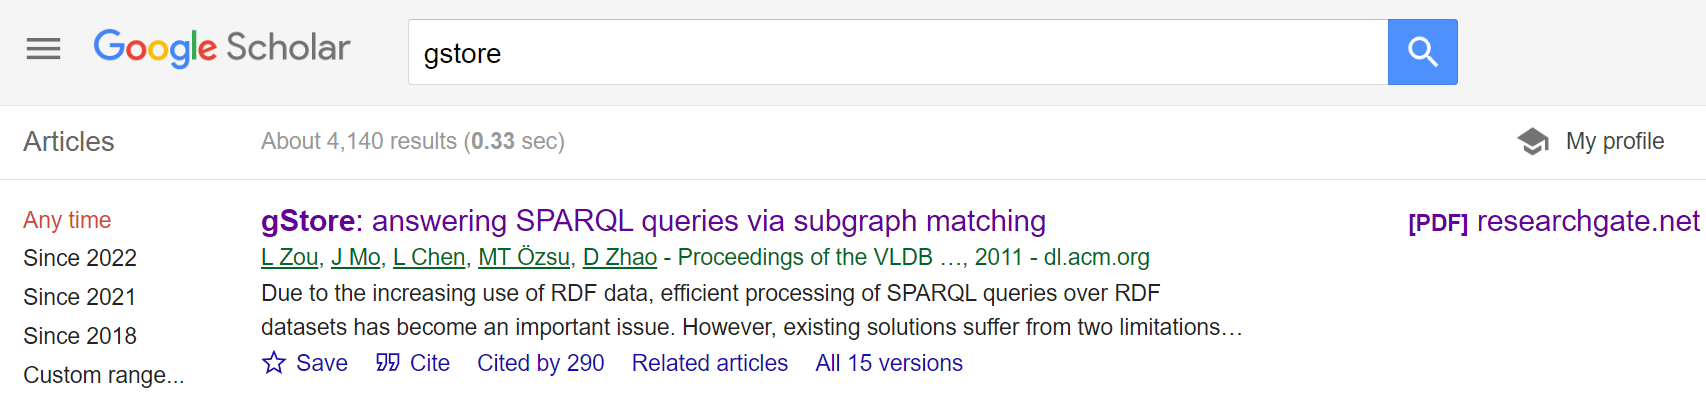 Google Scholar
gstore
Articles
About 4,140 results (0.33 sec)
My profile
Any time
Since 2022
Since 2021
Since 2018
Custom range...
gStore: answering SPARQL queries via subgraph matching
[PDF] researchgate.net
L Zou, J Mo, L Chen, MT Özsu, D Zhao - Proceedings of the VLDB …, 2011 - dl.acm.org
Due to the increasing use of RDF data, efficient processing of SPARQL queries over RDF
datasets has become an important issue. However, existing solutions suffer from two limitations…
Save Cite Cited by 290 Related articles All 15 versions